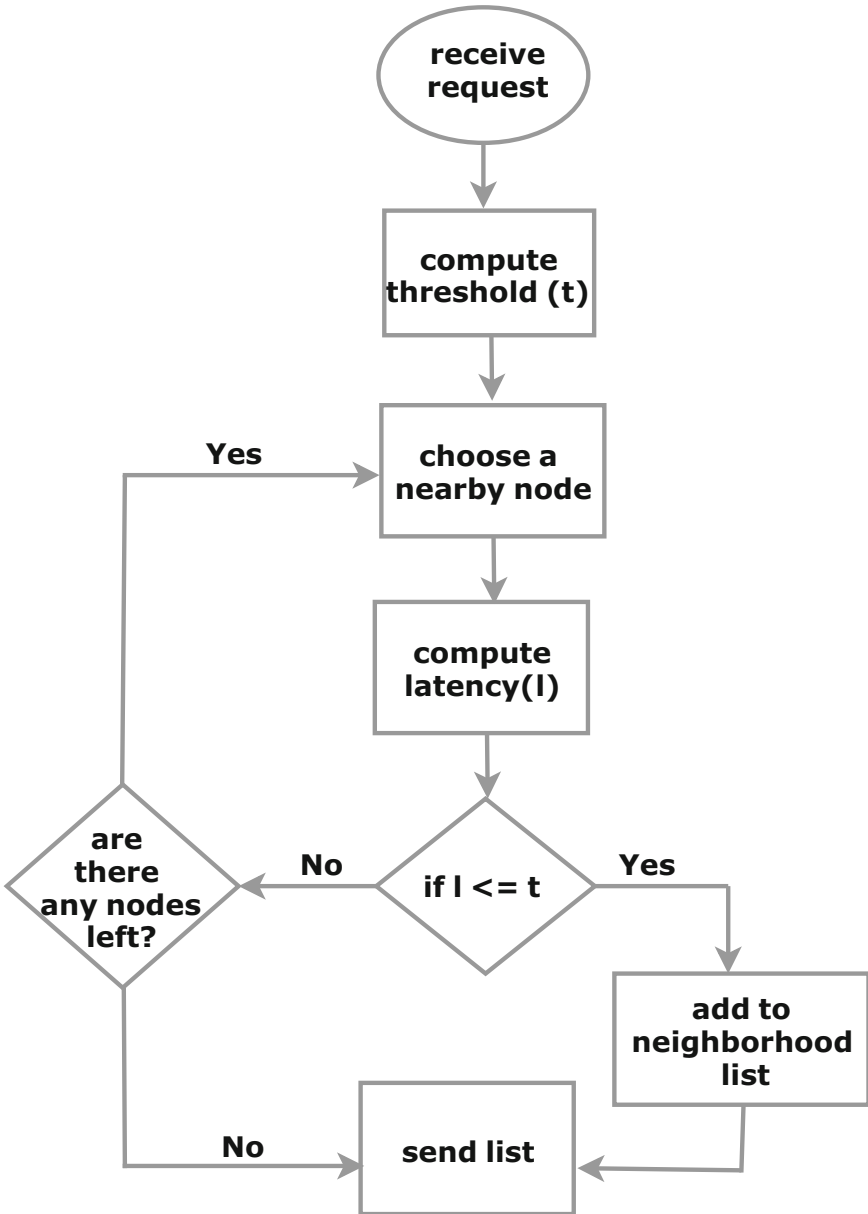 receive
request
compute
threshold (t)
Yes
choose a
nearby node
compute
latency(l)
are
there
any nodes
left?
No
if l <= t
Yes
add to
neighborhood
list
No
send list